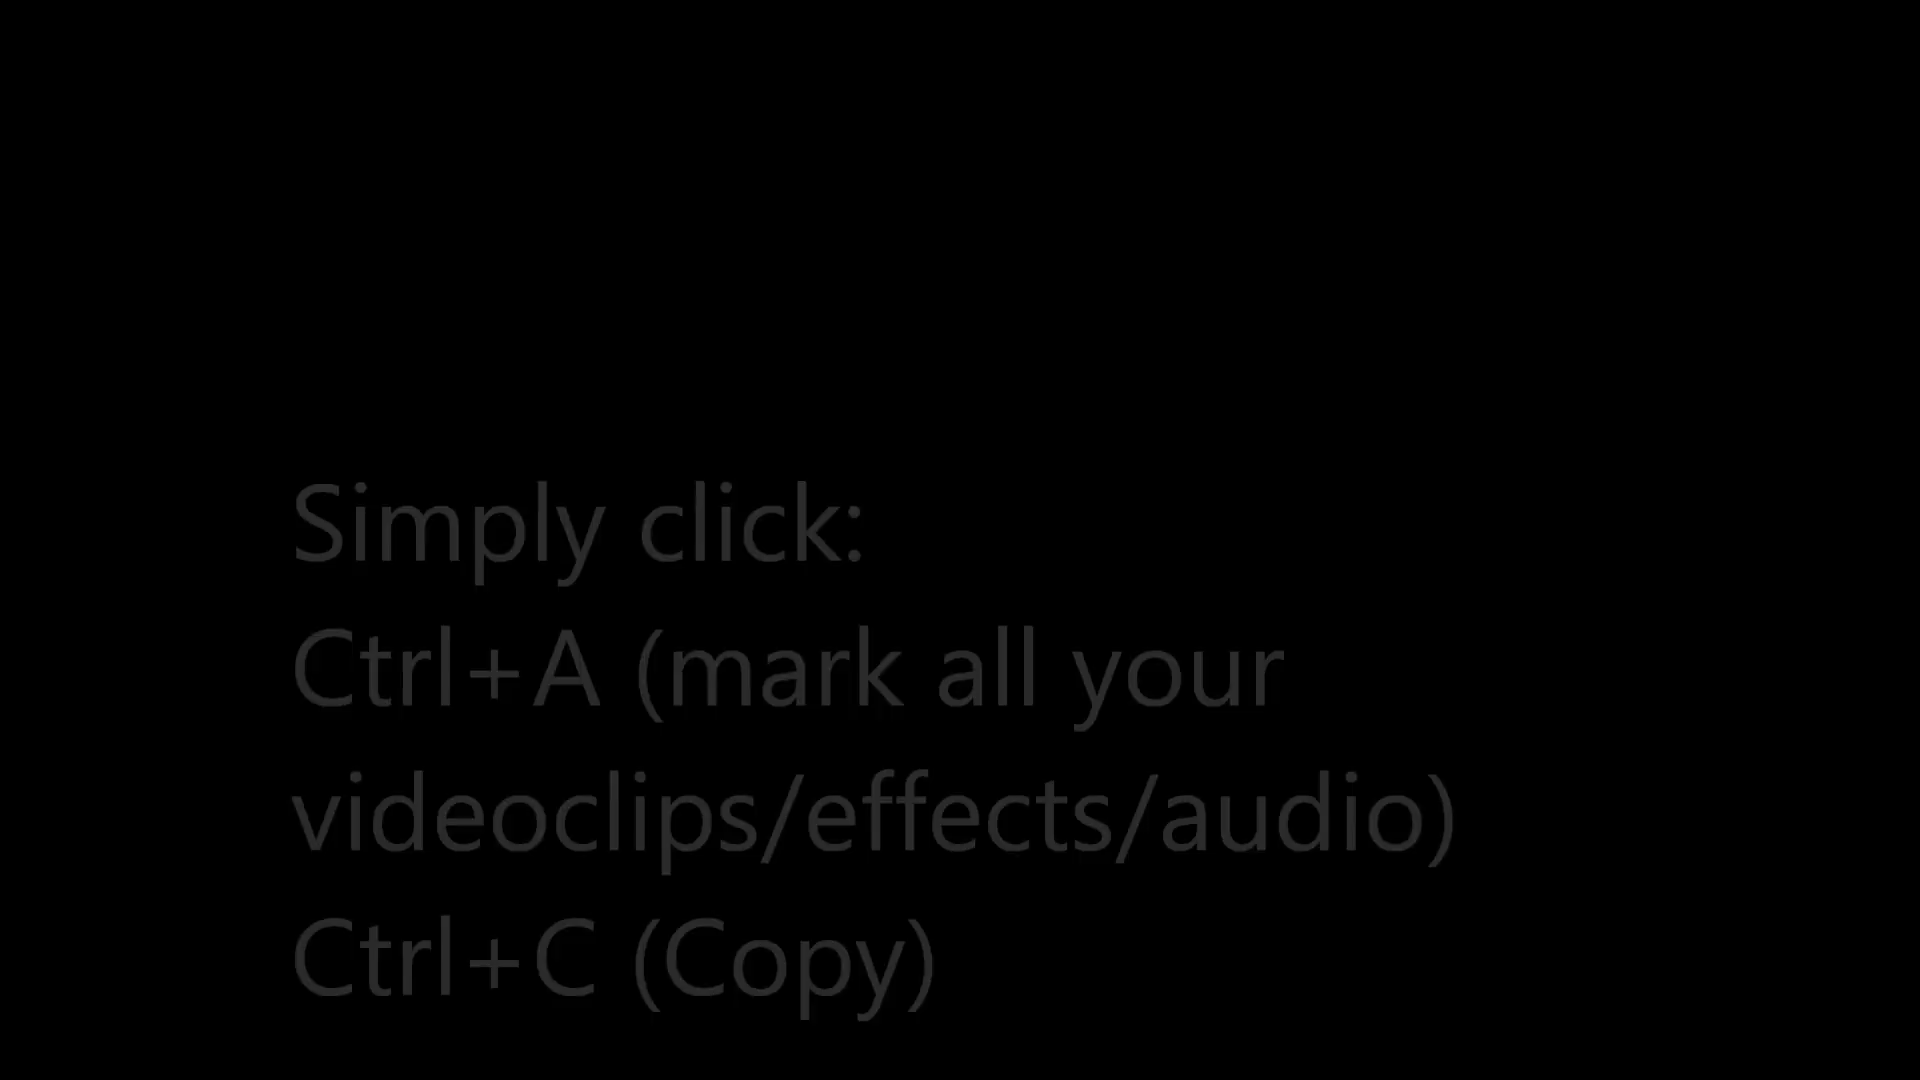 Simply click:
Ctrl+A (mark all your
videoclips/effects/audio)
Ctrl+C (Copy)